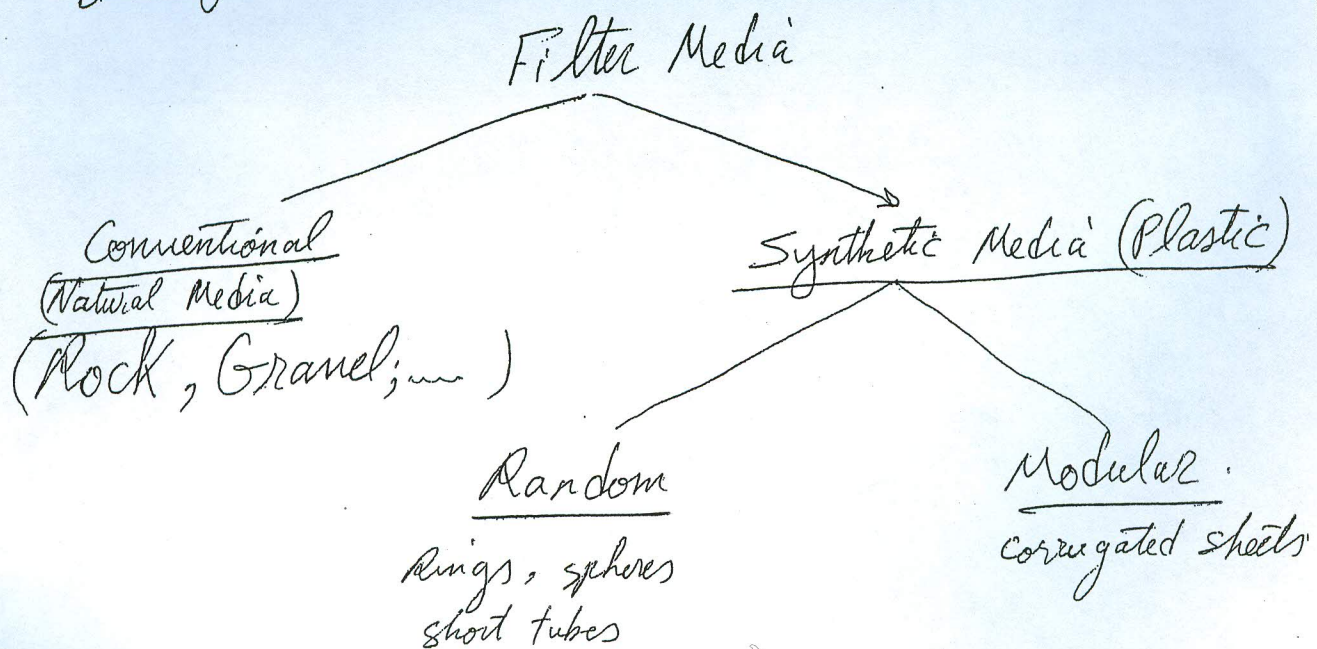 Filter Media
Conventional
(Natural Media)
(Rock, Gravel; .... )
Synthetic Media (Plastic)
Random
Rings, spheres
short tubes
Modular.
corrugated sheets